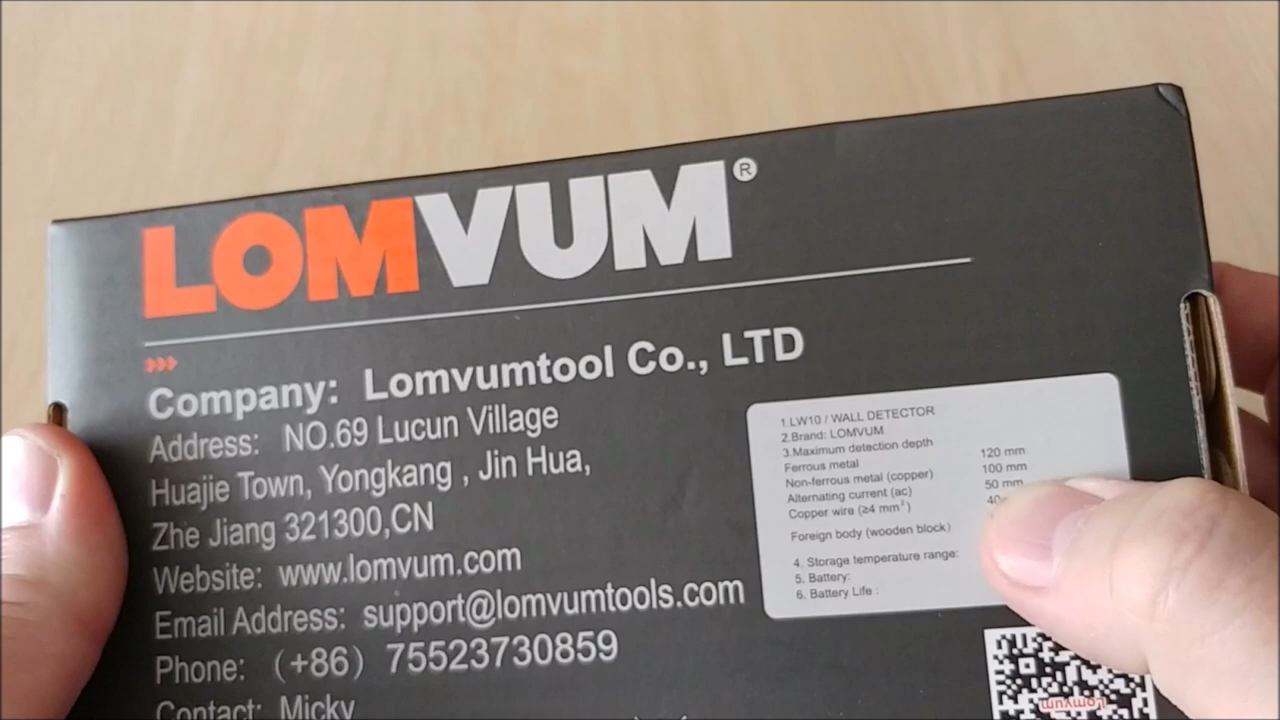 LOMVUM®
Company: Lomvumtool Co., LTD
Address: NO.69 Lucun Village
Huajie Town, Yongkang , Jin Hua,
Zhe Jiang 321300,CN
Website: www.lomvum.com
Email Address: support@lomvumtools.com
Phone: (+86) 75523730859
Contact: Micky
1.LW10 / WALL DETECTOR
2.Brand: LOMVUM
3.Maximum detection depth
Ferrous metal 120 mm
Non-ferrous metal (copper) 100 mm
Alternating current (ac) 50 mm
Copper wire (≥4 mm²)
Foreign body (wooden block)
4. Storage temperature range:
5. Battery:
6. Battery Life :
Lomvum